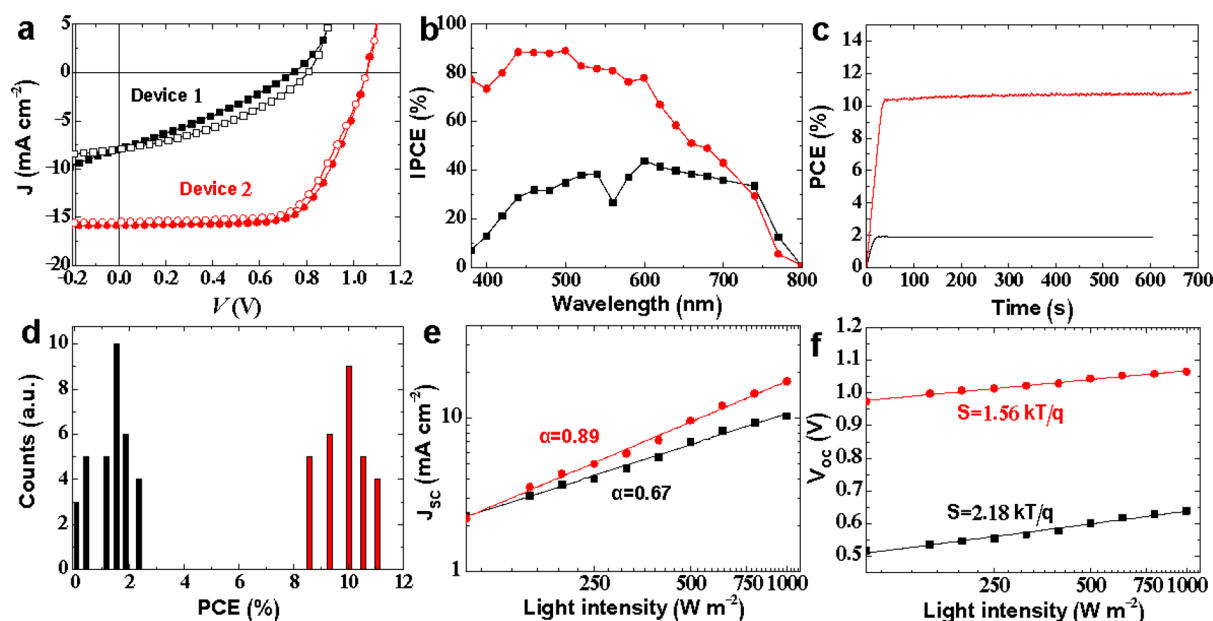 a
J (mA cm⁻²)
5
0
−5
−10
−15
−20
Device 1
Device 2
−0.2 0.0 0.2 0.4 0.6 0.8 1.0 1.2
V (V)
b
IPCE (%)
100
80
60
40
20
0
400 500 600 700 800
Wavelength (nm)
c
PCE (%)
14
12
10
8
6
4
2
0
0 100 200 300 400 500 600 700
Time (s)
d
Counts (a.u.)
10
8
6
4
2
0
0 2 4 6 8 10 12
PCE (%)
e
J_SC (mA cm⁻²)
10
1
α=0.89
α=0.67
250 500 750 1000
Light intensity (W m⁻²)
f
V_OC (V)
1.2
1.1
1.0
0.9
0.8
0.7
0.6
0.5
S=1.56 kT/q
S=2.18 kT/q
250 500 750 1000
Light intensity (W m⁻²)